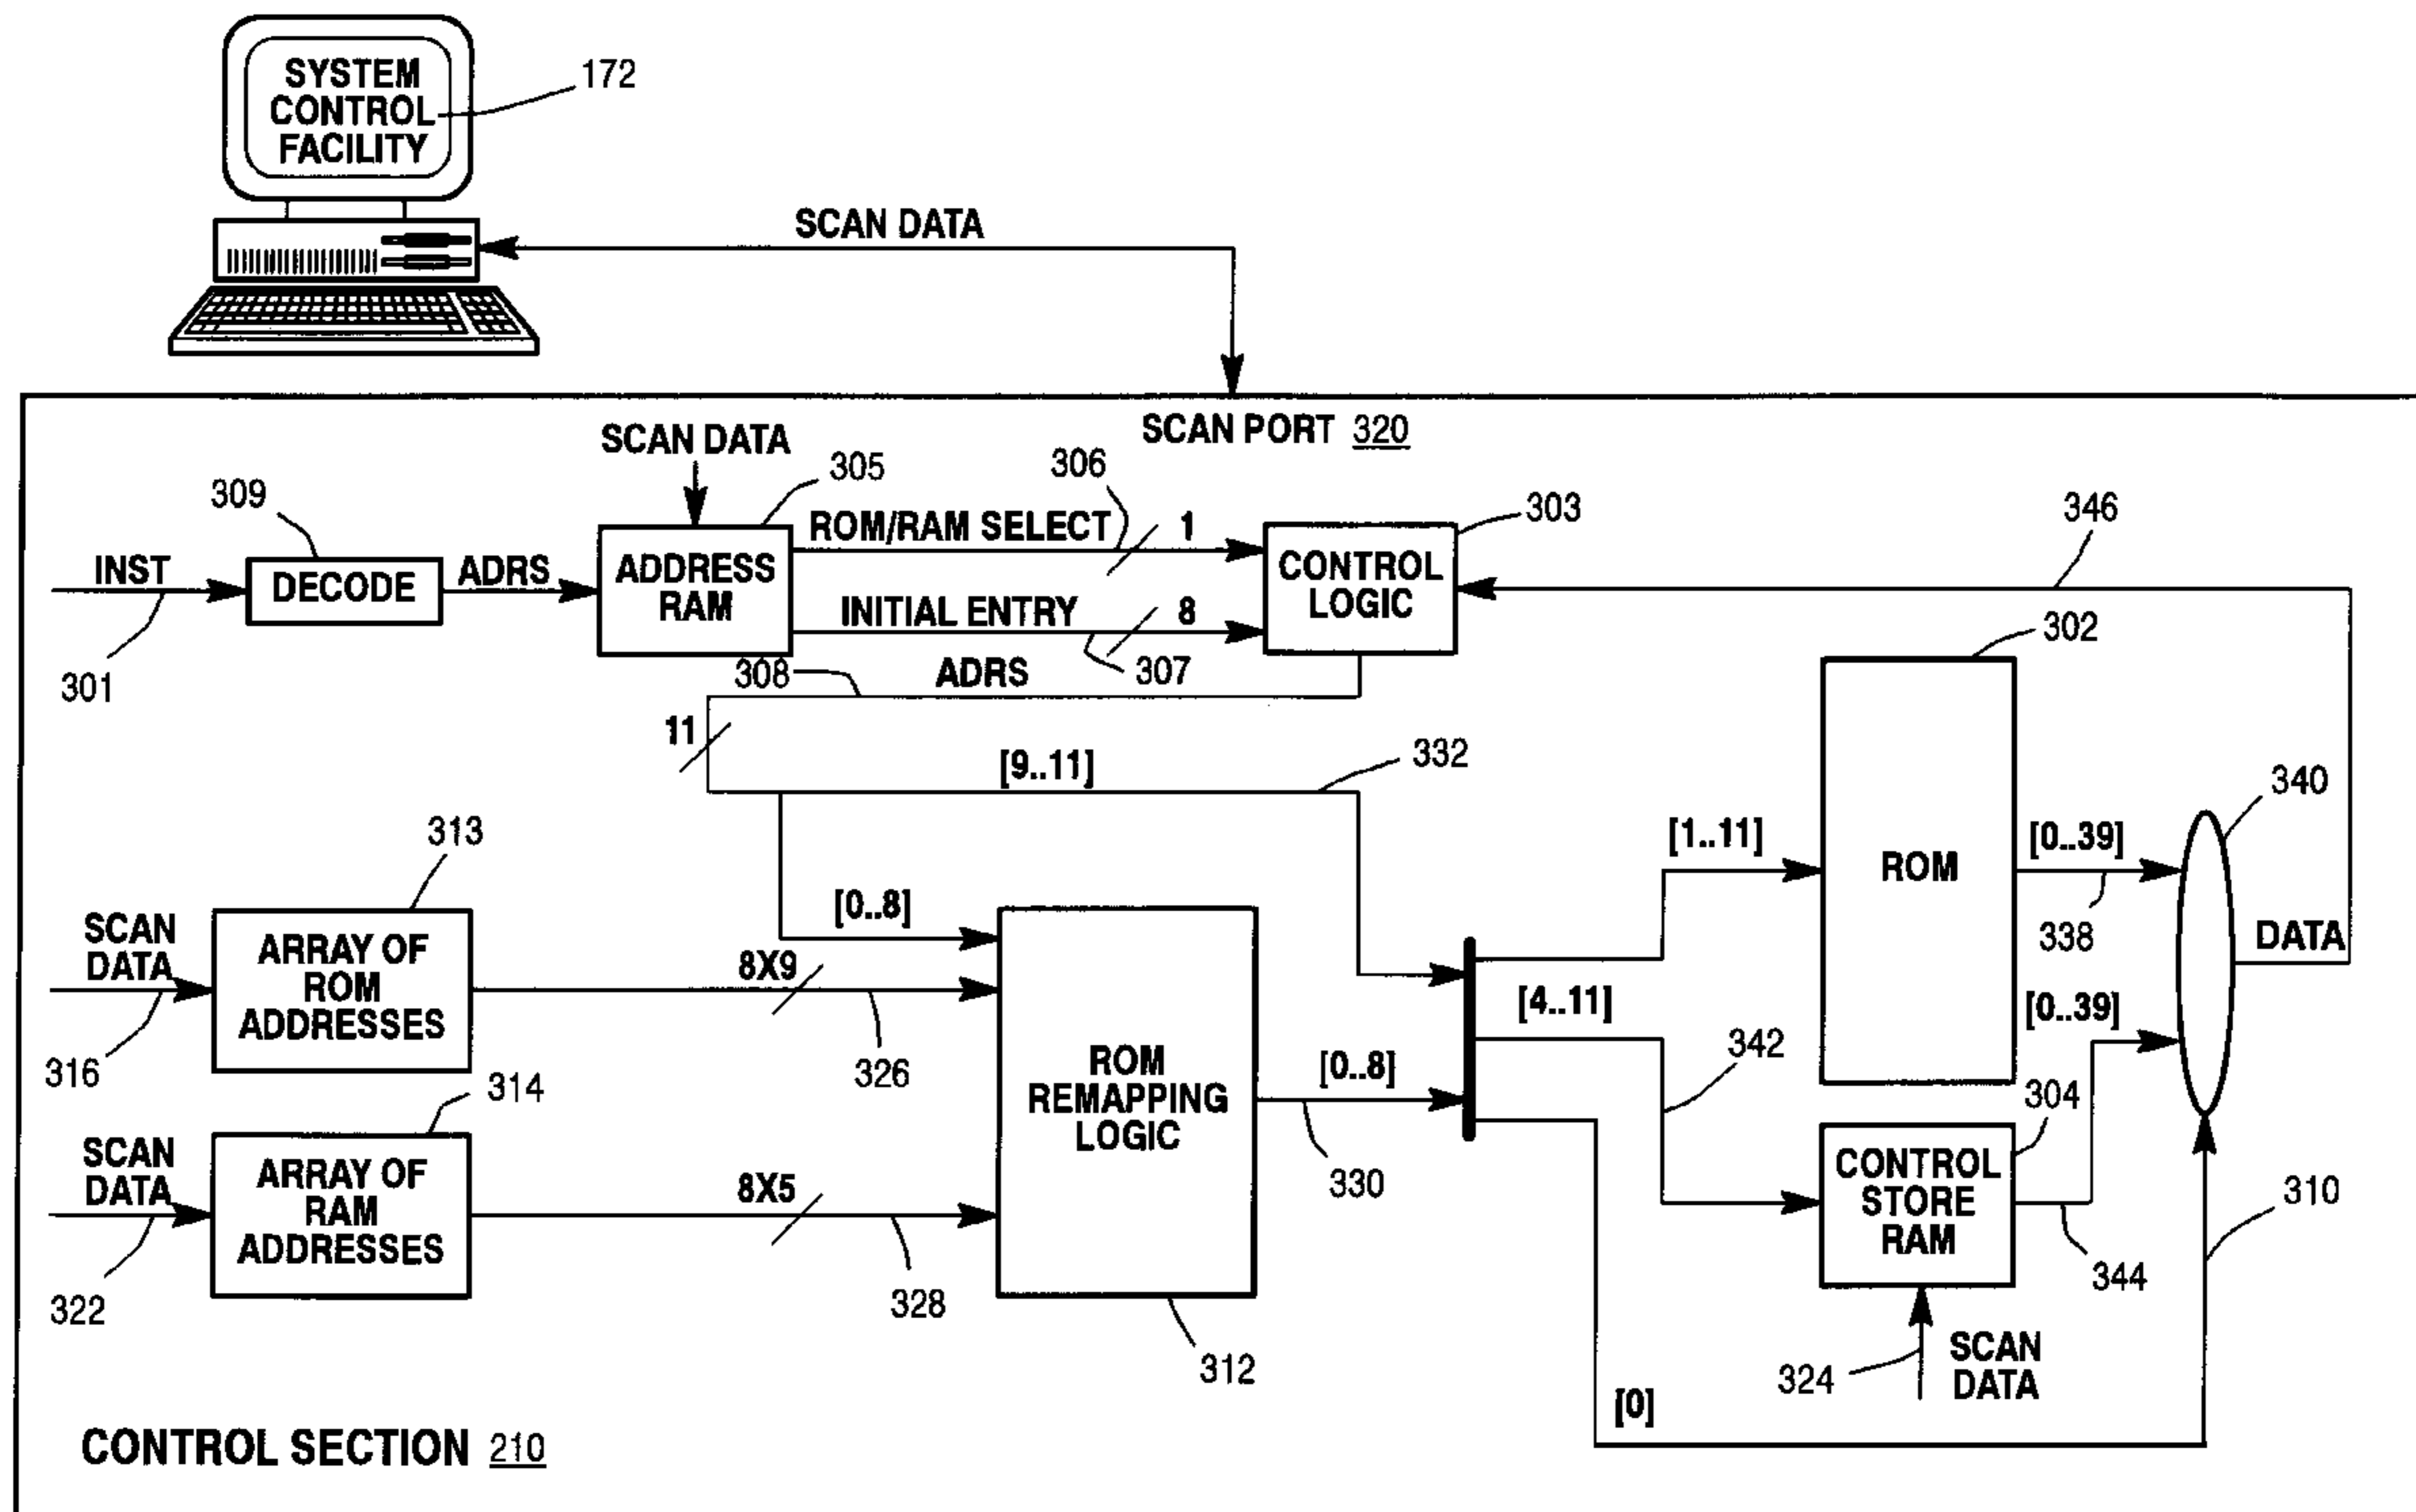 SYSTEM
CONTROL
FACILITY
172
SCAN DATA
SCAN PORT 320
SCAN DATA
305
306
303
346
309
ROM/RAM SELECT
1
INST
DECODE
ADRS
ADDRESS
RAM
CONTROL
LOGIC
INITIAL ENTRY
8
302
301
308
ADRS
307
11
[9..11]
332
340
313
[1..11]
[0..39]
[0..8]
ROM
338
DATA
SCAN
DATA
ARRAY OF
ROM
ADDRESSES
8X9
[4..11]
[0..39]
316
326
ROM
REMAPPING
LOGIC
[0..8]
342
314
304
SCAN
DATA
ARRAY OF
RAM
ADDRESSES
8X5
330
CONTROL
STORE
RAM
310
322
328
344
312
324
SCAN
DATA
[0]
CONTROL SECTION 210